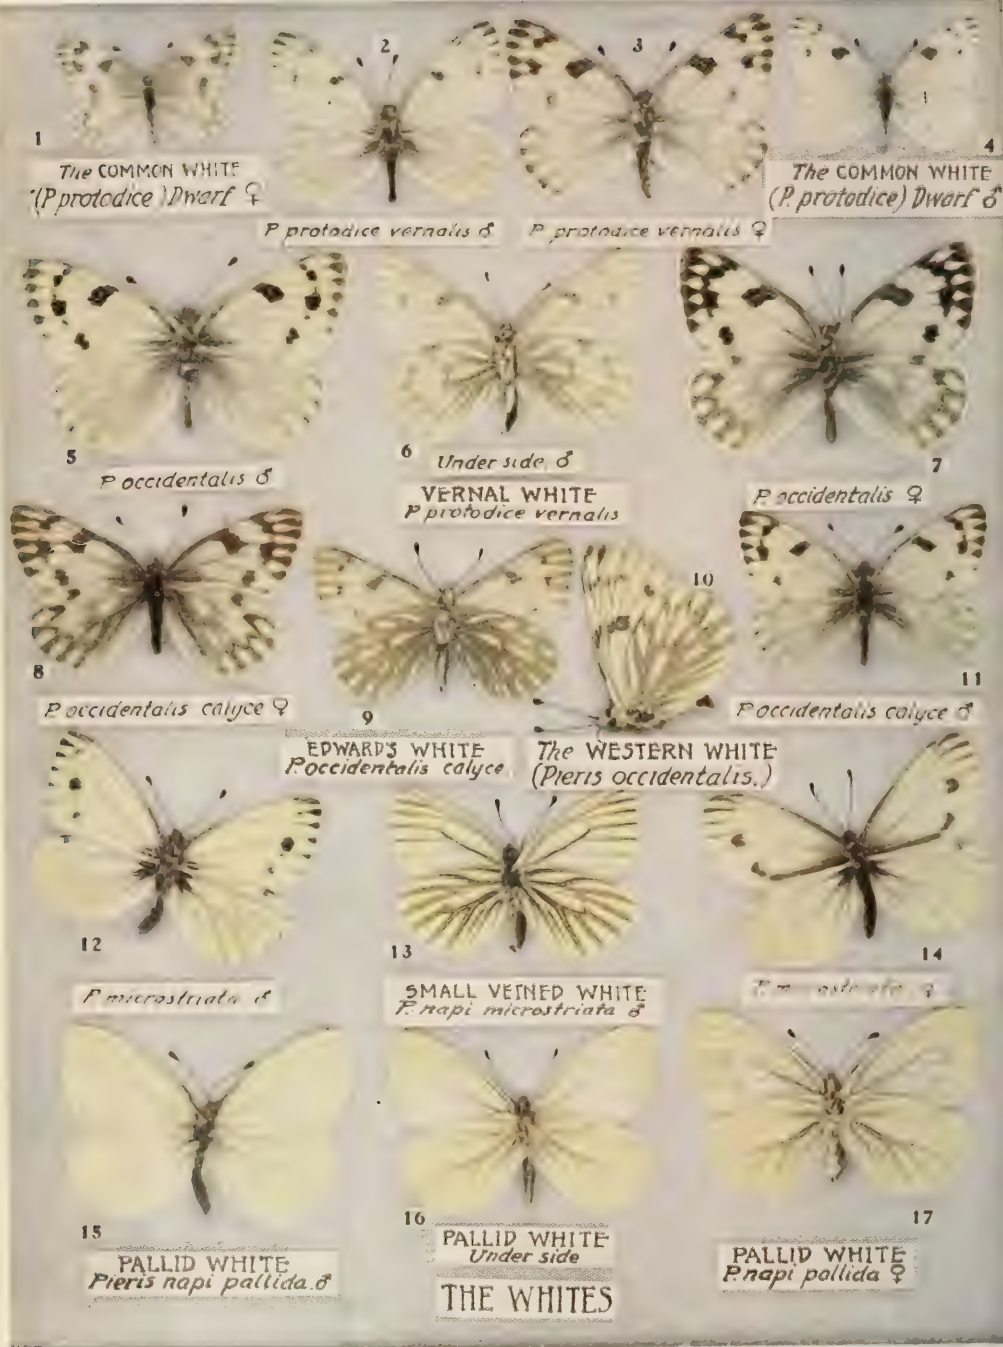 2
3
1
4
The COMMON WHITE
(P. protodice) Dwarf ♀
The COMMON WHITE
(P. protodice) Dwarf ♂
P protodice vernalis ♂
P protodice vernalis ♀
5
6
7
P occidentalis ♂
Under side. ♂
VERNAL WHITE
P protodice vernalis
P. occidentalis ♀
10
8
11
P. occidentalis calyce ♀
9
P occidentalis calyce ♂
EDWARD'S WHITE
P. occidentalis calyce.
The WESTERN WHITE
(Pieris occidentalis.)
12
13
14
P microstriata ♂
SMALL VEINED WHITE
P. napi microstriata ♂
♀
15
16
17
PALLID WHITE
Pieris napi pallida. ♂
PALLID WHITE
Under side
PALLID WHITE
P. napi pallida ♀
THE WHITES